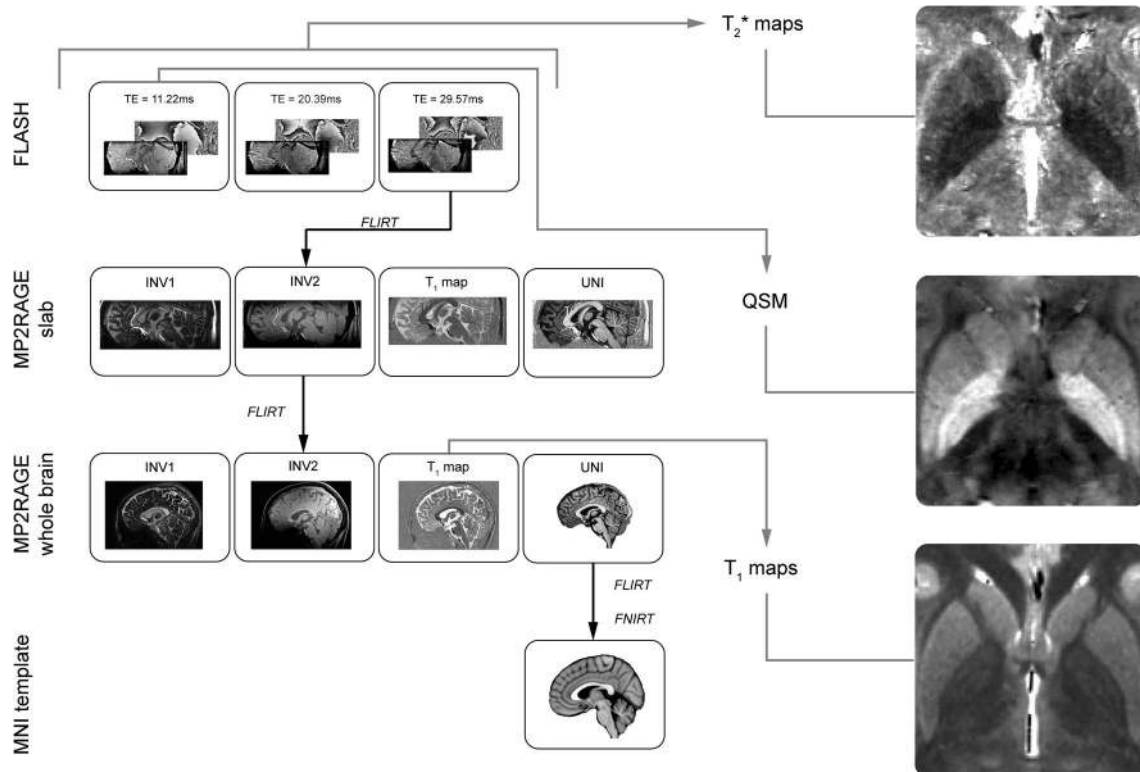 T2* maps
FLASH
TE = 11.22ms
TE = 20.39ms
TE = 29.57ms
FLIRT
MP2RAGE
slab
INV1
INV2
T1 map
UNI
QSM
FLIRT
MP2RAGE
whole brain
INV1
INV2
T1 map
UNI
T1 maps
FLIRT
FNIRT
MNI template